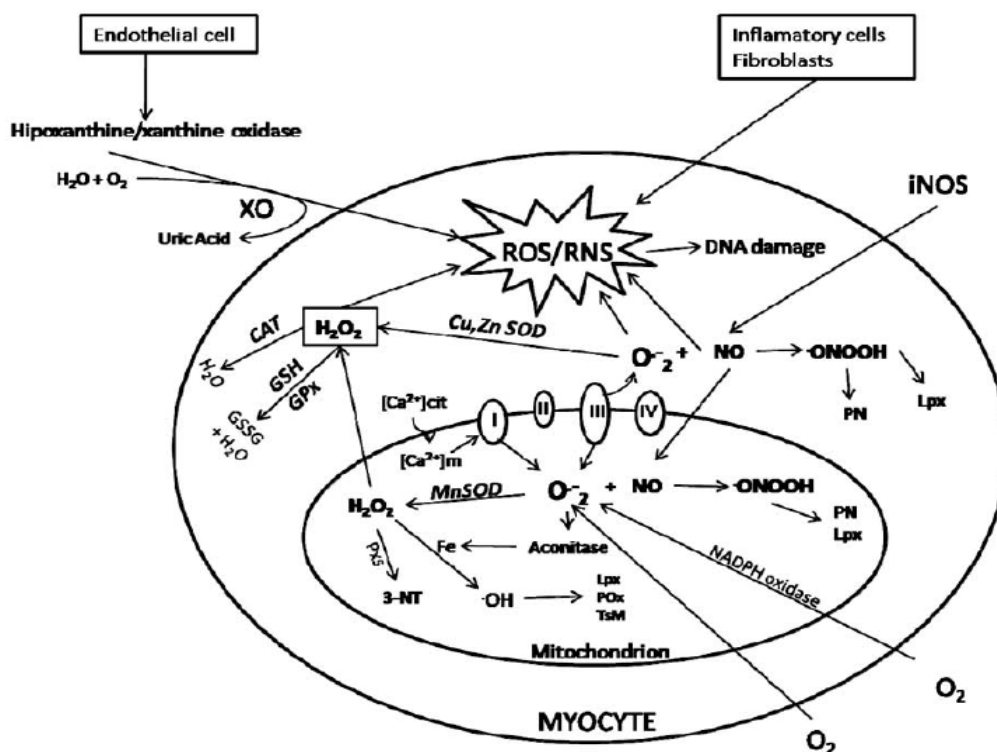 Endothelial cell
Inflamatory cells
Fibroblasts
Hipoxanthine/xanthine oxidase
H₂O + O₂
XO
Uric Acid
iNOS
ROS/RNS
DNA damage
CAT
H₂O₂
Cu,Zn SOD
O·⁻₂ +
NO
·ONOOH
H₂O
GSH
GPx
GSSG
+ H₂O
PN
Lpx
[Ca²⁺]cit
I
II
III
IV
[Ca²⁺]m
H₂O₂
MnSOD
O·⁻₂ + NO
·ONOOH
PN
Lpx
Fe
Aconitase
NADPH oxidase
PXS
3-NT
·OH
Lpx
POx
TsM
Mitochondrion
O₂
MYOCYTE
O₂